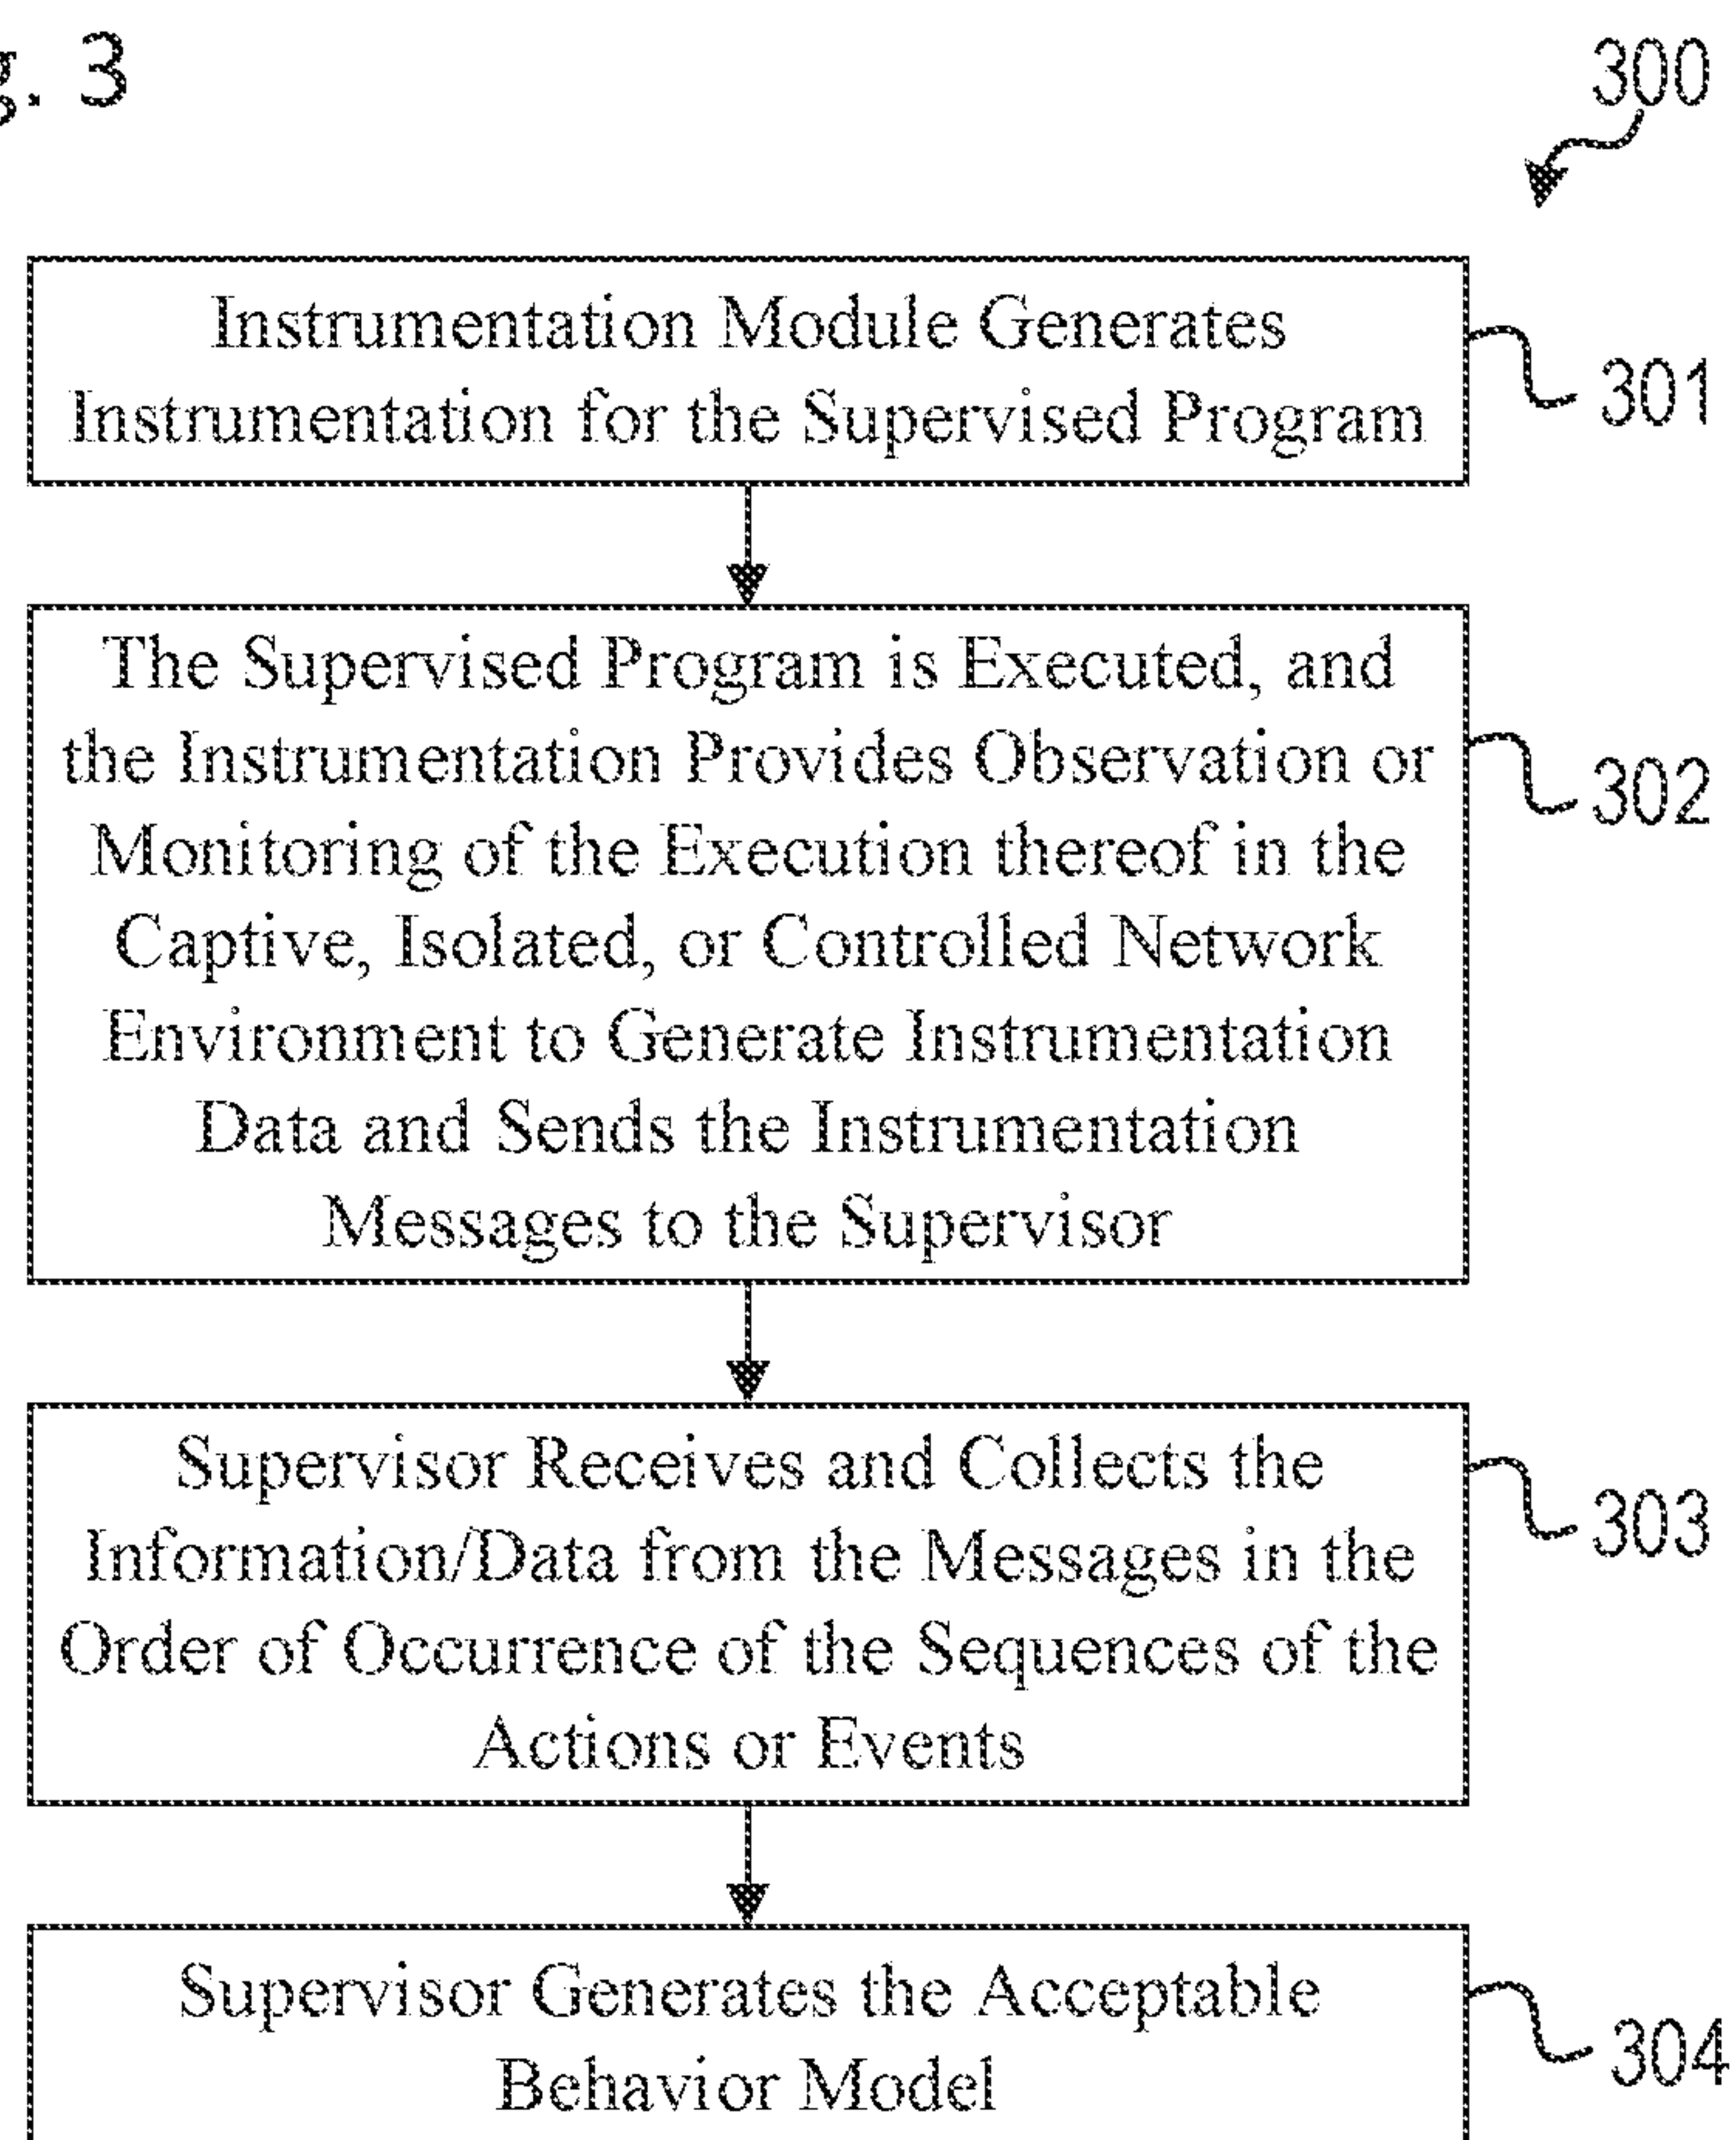 g. 3
300
Instrumentation Module Generates
Instrumentation for the Supervised Program
301
The Supervised Program is Executed, and
the Instrumentation Provides Observation or
Monitoring of the Execution thereof in the
Captive, Isolated, or Controlled Network
Environment to Generate Instrumentation
Data and Sends the Instrumentation
Messages to the Supervisor
302
Supervisor Receives and Collects the
Information/Data from the Messages in the
Order of Occurrence of the Sequences of the
Actions or Events
303
Supervisor Generates the Acceptable
Behavior Model
304